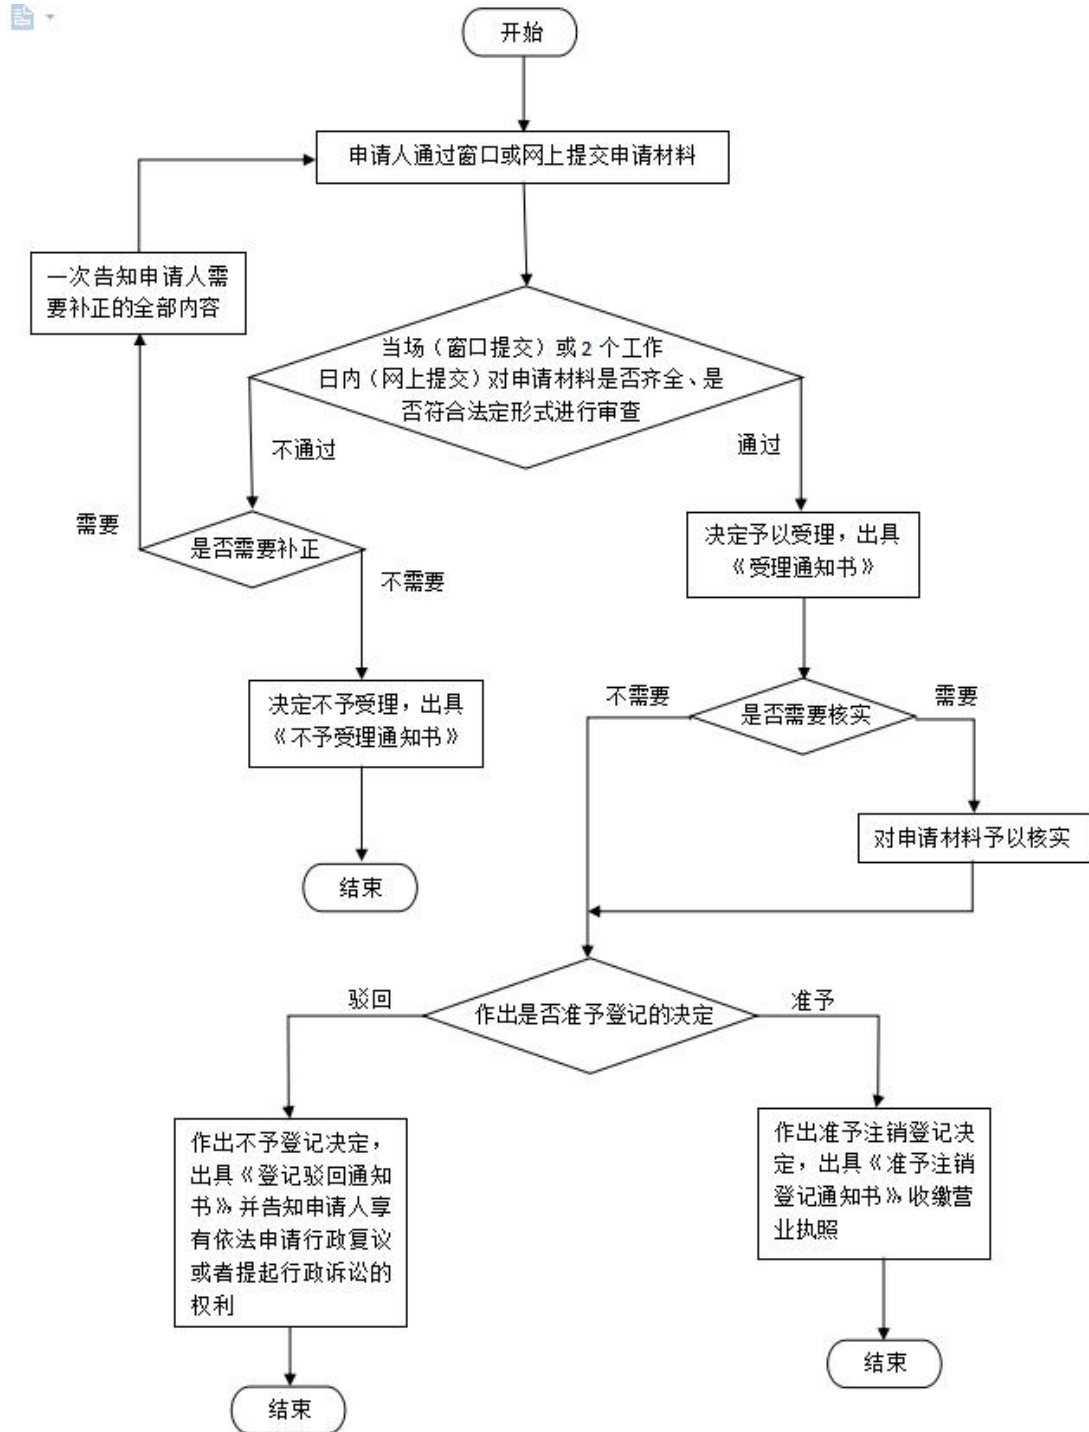 开始
申请人通过窗口或网上提交申请材料
一次告知申请人需
要补正的全部内容
当场（窗口提交）或2个工作
日内（网上提交）对申请材料是否齐全、是
否符合法定形式进行审查
不通过
通过
需要
是否需要补正
不需要
决定予以受理，出具
《受理通知书》
决定不予受理，出具
《不予受理通知书》
不需要
是否需要核实
需要
对申请材料予以核实
结束
驳回
作出是否准予登记的决定
准予
作出不予登记决定，
出具《登记驳回通知
书》，并告知申请人享
有依法申请行政复议
或者提起行政诉讼的
权利
作出准予注销登记决
定，出具《准予注销
登记通知书》，收缴营
业执照
结束
结束